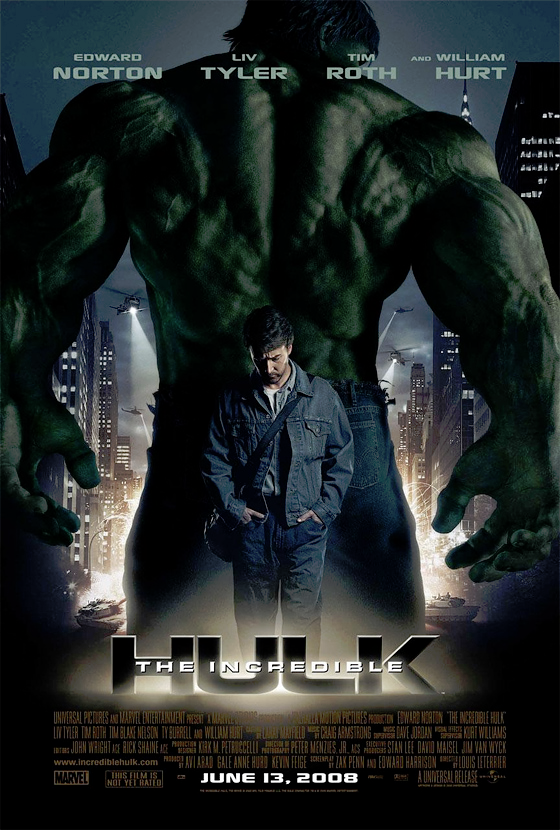 EDWARD NORTON
LIV TYLER
TIM ROTH
AND WILLIAM HURT
THE INCREDIBLE
HULK
UNIVERSAL PICTURES AND MARVEL ENTERTAINMENT PRESENT A MARVEL MOTION PICTURES PRODUCTION EDWARD NORTON "THE INCREDIBLE HULK"
LIV TYLER TIM ROTH TIM BLAKE NELSON TY BURRELL AND WILLIAM HURT MUSIC BY CRAIG ARMSTRONG MUSIC SUPERVISOR DAVE JORDAN VISUAL EFFECTS SUPERVISOR KURT WILLIAMS
EDITORS JOHN WRIGHT ACE RICK SHAINE ACE PRODUCTION DESIGNER KIRK M. PETRUCCELLI DIRECTOR OF PHOTOGRAPHY PETER MENZIES, JR., ACS EXECUTIVE PRODUCERS STAN LEE DAVID MAISEL JIM VAN WYCK
www.incrediblehulk.com PRODUCED BY AVI ARAD GALE ANNE HURD KEVIN FEIGE SCREENPLAY BY ZAK PENN AND EDWARD HARRISON DIRECTED BY LOUIS LETERRIER
MARVEL THIS FILM IS NOT YET RATED JUNE 13, 2008 A UNIVERSAL RELEASE UNIVERSAL